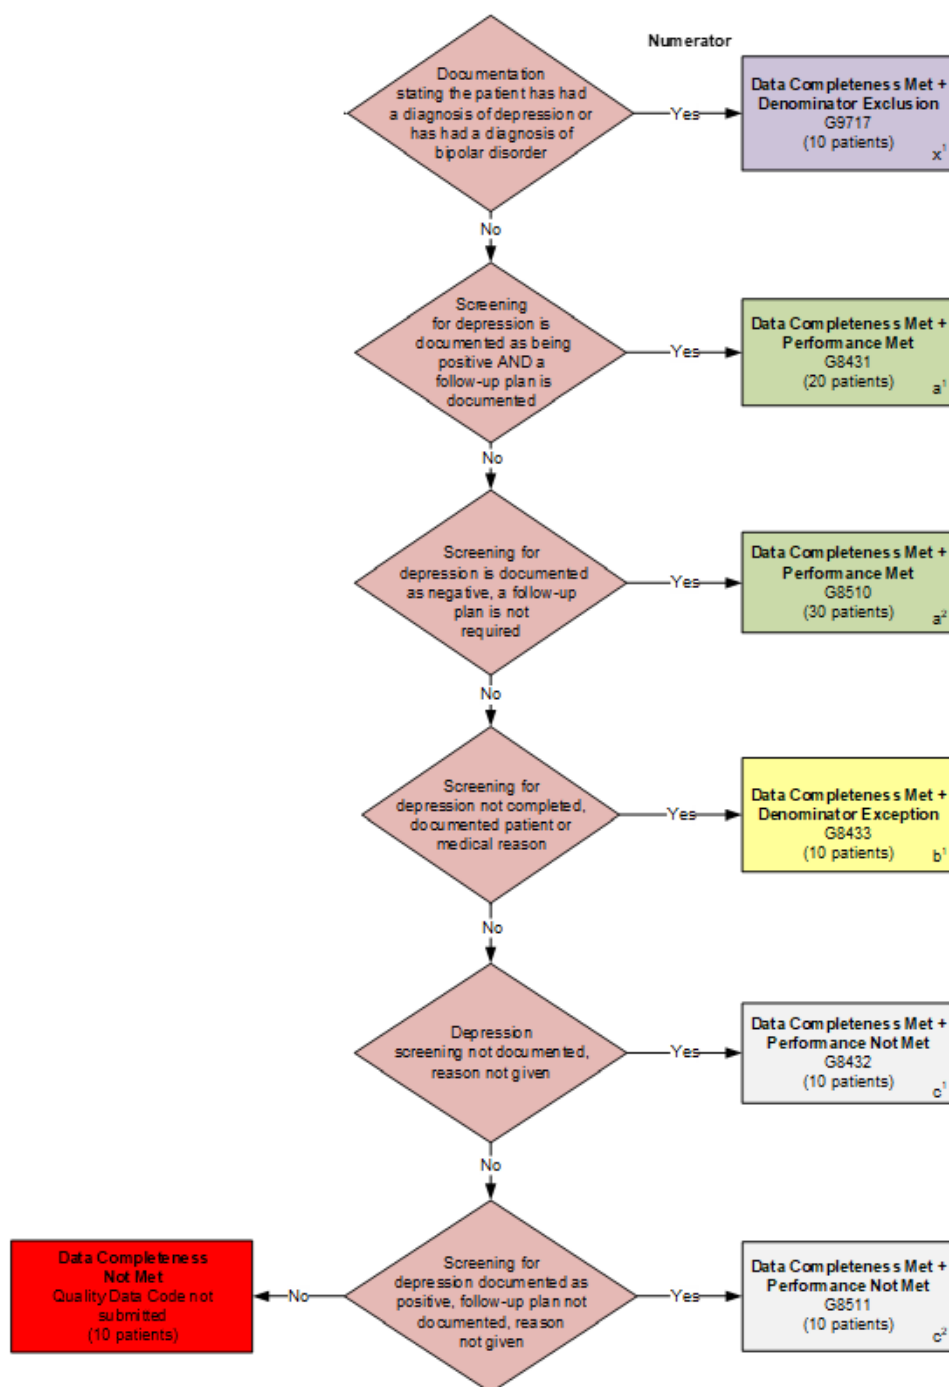 Numerator
Documentation
stating the patient has had
a diagnosis of depression or
has had a diagnosis of
bipolar disorder
Yes
Data Completeness Met +
Denominator Exclusion
G9717
(10 patients)
x¹
No
Screening
for depression is
documented as being
positive AND a
follow-up plan is
documented
Yes
Data Completeness Met +
Performance Met
G8431
(20 patients)
a¹
No
Screening for
depression is documented
as negative, a follow-up
plan is not
required
Yes
Data Completeness Met +
Performance Met
G8510
(30 patients)
a²
No
Screening for
depression not completed,
documented patient or
medical reason
Yes
Data Completeness Met +
Denominator Exception
G8433
(10 patients)
b¹
No
Depression
screening not documented,
reason not given
Yes
Data Completeness Met +
Performance Not Met
G8432
(10 patients)
c¹
No
Data Completeness
Not Met
Quality Data Code not
submitted
(10 patients)
No
Screening for
depression documented as
positive, follow-up plan not
documented, reason
not given
Yes
Data Completeness Met +
Performance Not Met
G8511
(10 patients)
c²